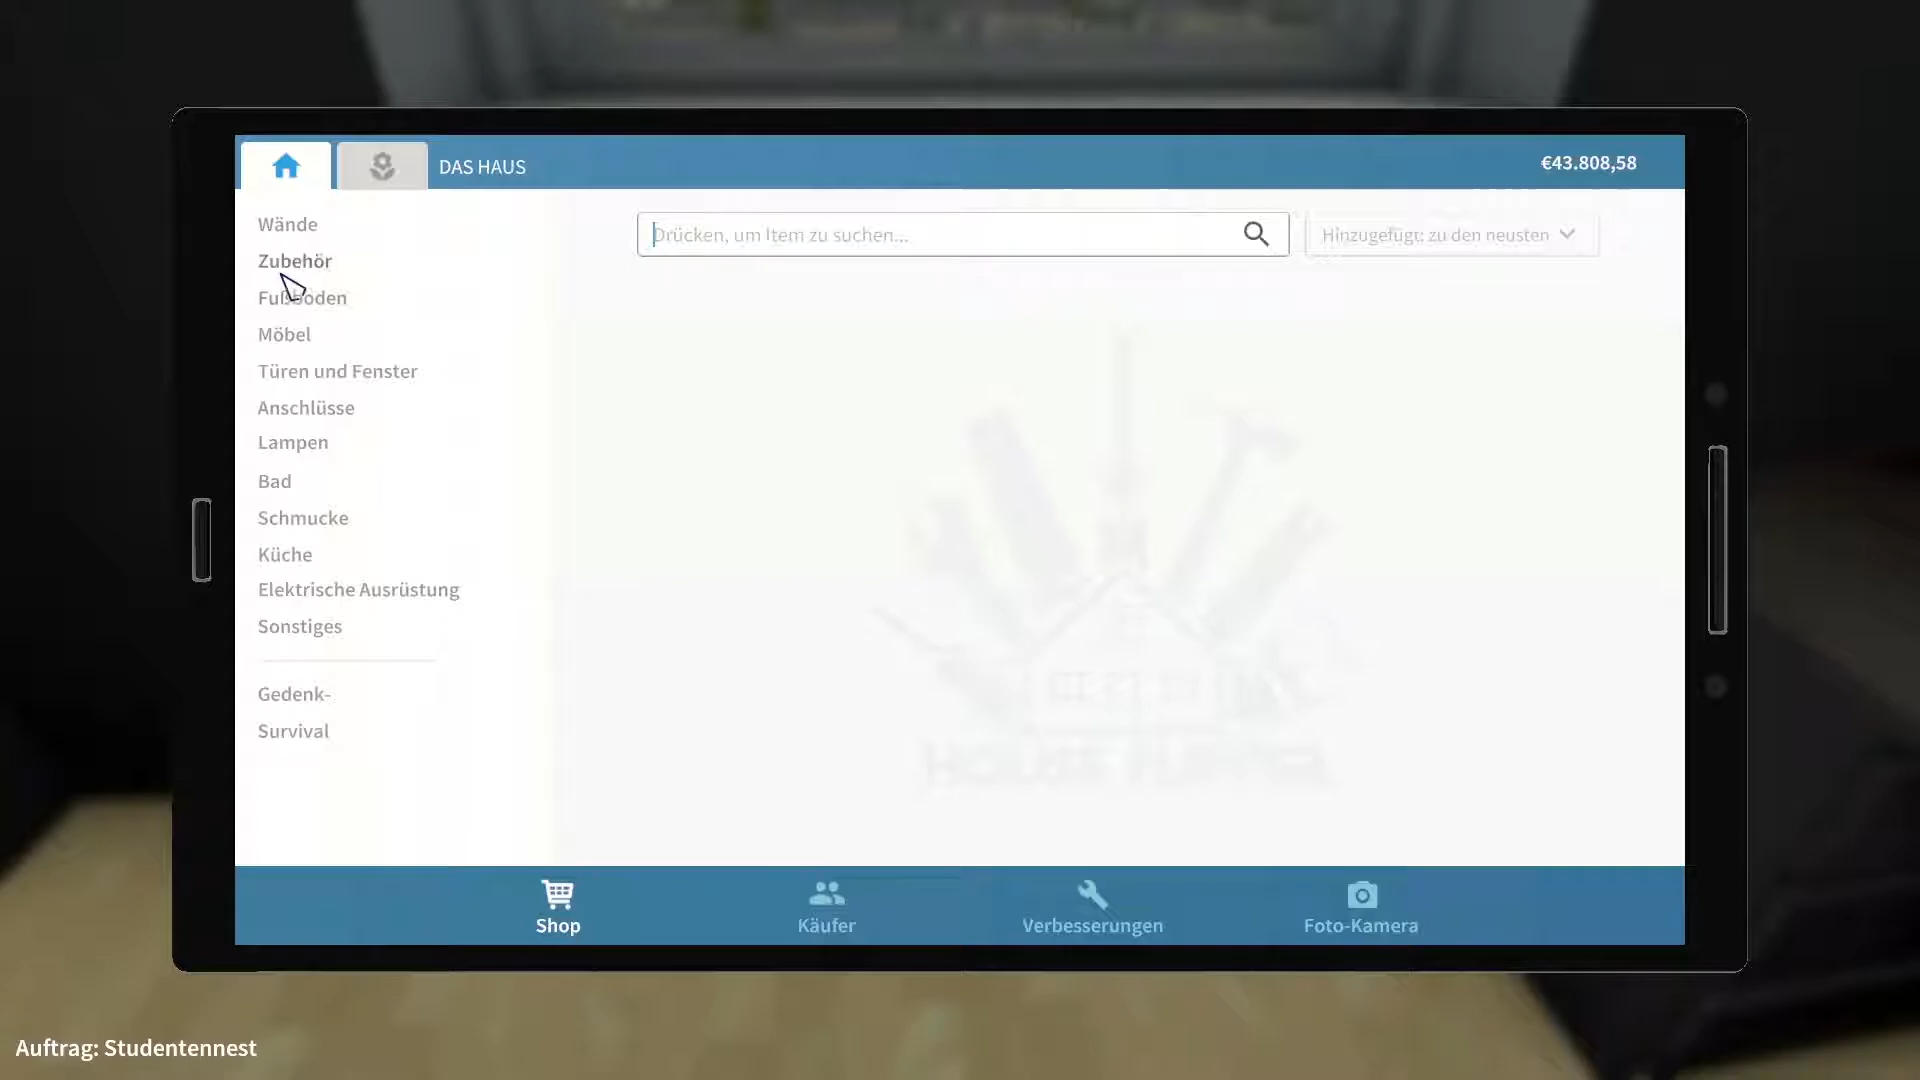 DAS HAUS
€43.808,58
Wände
Zubehör
Fußboden
Möbel
Türen und Fenster
Anschlüsse
Lampen
Bad
Schmucke
Küche
Elektrische Ausrüstung
Sonstiges
Gedenk-
Survival
Drücken, um Item zu suchen...
Hinzugefügt: zu den neusten
Shop
Käufer
Verbesserungen
Foto-Kamera
Auftrag: Studentennest